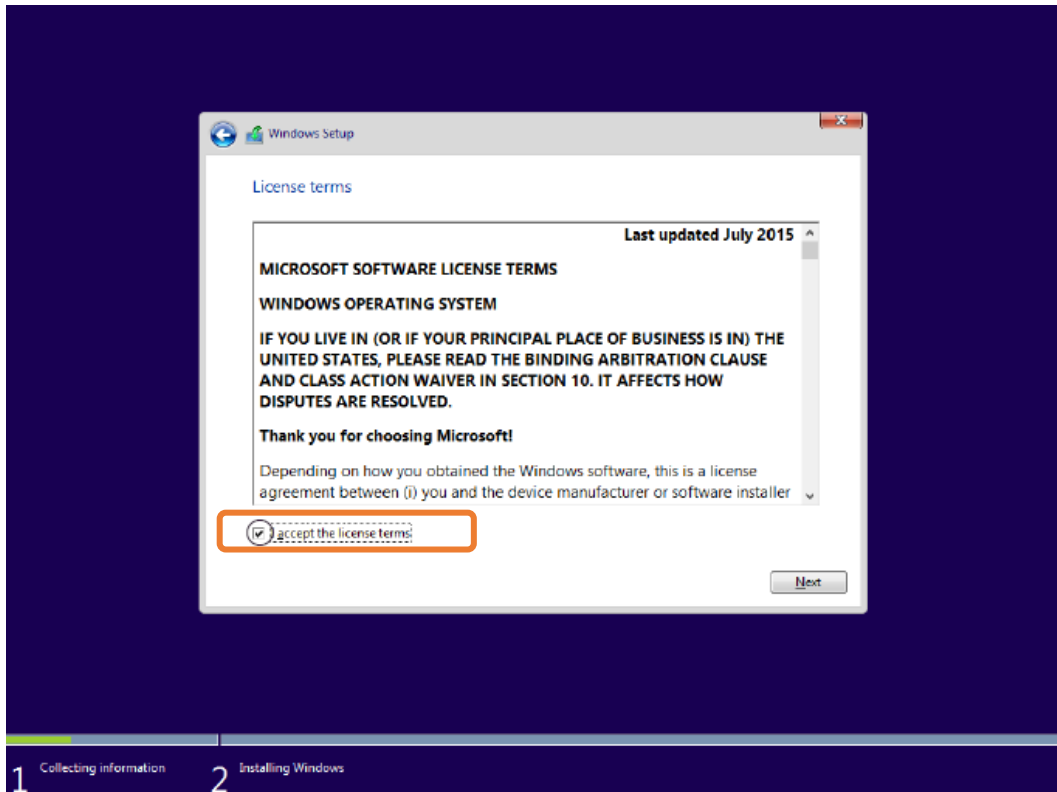 Windows Setup
License terms
Last updated July 2015
MICROSOFT SOFTWARE LICENSE TERMS
WINDOWS OPERATING SYSTEM
IF YOU LIVE IN (OR IF YOUR PRINCIPAL PLACE OF BUSINESS IS IN) THE
UNITED STATES, PLEASE READ THE BINDING ARBITRATION CLAUSE
AND CLASS ACTION WAIVER IN SECTION 10. IT AFFECTS HOW
DISPUTES ARE RESOLVED.
Thank you for choosing Microsoft!
Depending on how you obtained the Windows software, this is a license
agreement between (i) you and the device manufacturer or software installer
I accept the license terms
Next
1 Collecting information
2 Installing Windows